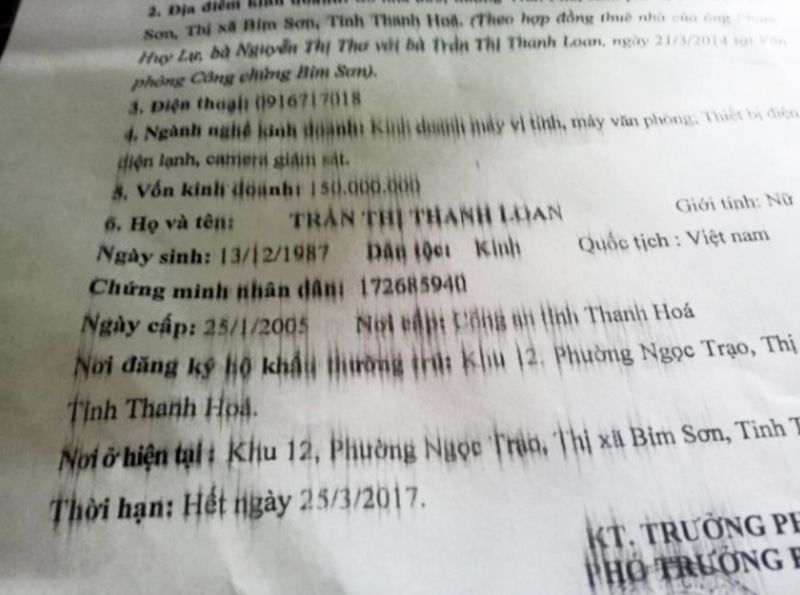 2. Địa điểm kinh doanh:
Sơn, Thị xã Bỉm Sơn, Tỉnh Thanh Hoá. (Theo hợp đồng thuê nhà của ông Phạm
Huy Lự, bà Nguyễn Thị Thơ với bà Trần Thị Thanh Loan, ngày 21/3/2014 tại Văn
phòng Công chứng Bỉm Sơn).
3. Điện thoại: 0916717018
4. Ngành nghề kinh doanh: Kinh doanh máy vi tính, máy văn phòng; Thiết bị điện
điện lạnh, camera giám sát.
5. Vốn kinh doanh: 150.000.000
6. Họ và tên: TRẦN THỊ THANH LOAN Giới tính: Nữ
Ngày sinh: 13/12/1987 Dân tộc: Kinh Quốc tịch : Việt nam
Chứng minh nhân dân: 172685940
Ngày cấp: 25/1/2005 Nơi cấp: Công an tỉnh Thanh Hoá
Nơi đăng ký hộ khẩu thường trú: Khu 12. Phường Ngọc Trạo, Thị
Tỉnh Thanh Hoá.
Nơi ở hiện tại : Khu 12, Phường Ngọc Trạo, Thị xã Bỉm Sơn, Tỉnh T
Thời hạn: Hết ngày 25/3/2017.
KT. TRƯỞNG PH
PHÓ TRƯỞNG P